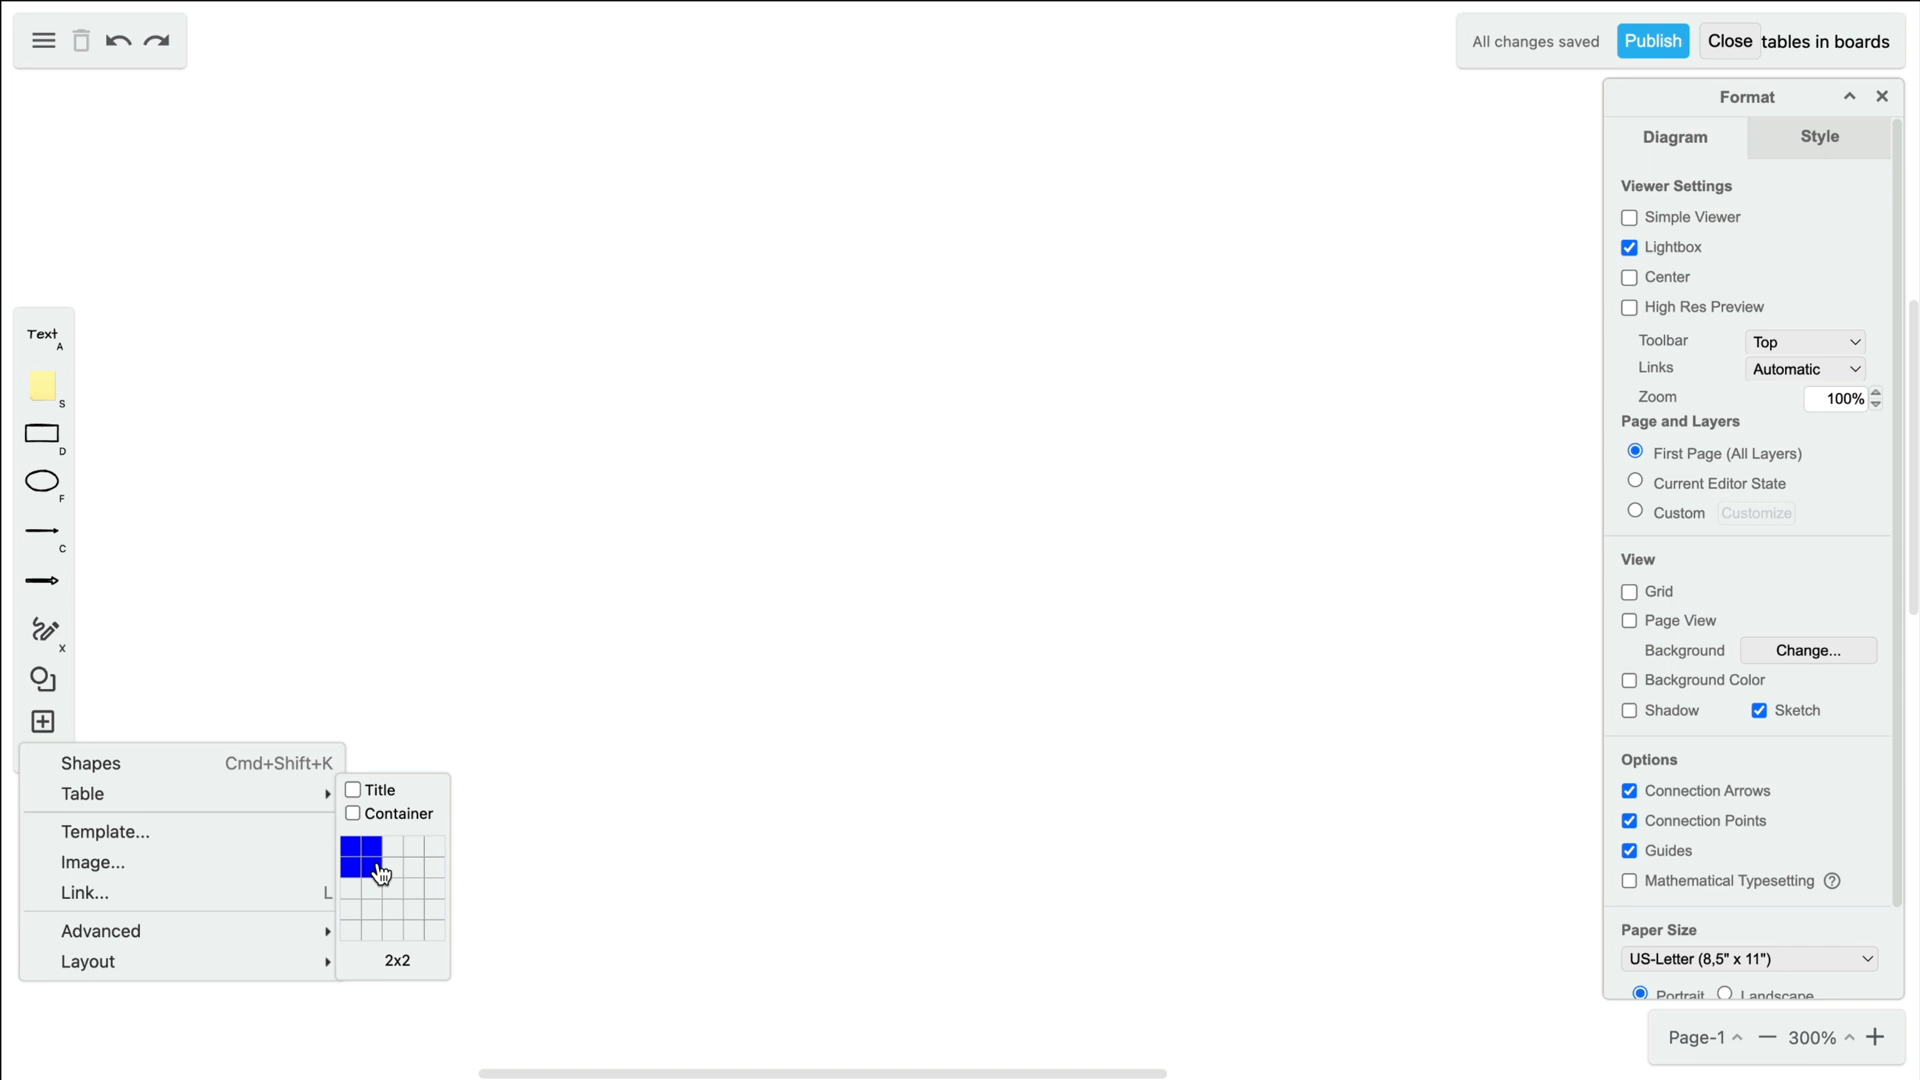 All changes saved Publish Close tables in boards
Format
Diagram Style
Viewer Settings
Simple Viewer
Lightbox
Center
High Res Preview
Toolbar Top
Links Automatic
Zoom 100%
Page and Layers
First Page (All Layers)
Current Editor State
Custom Customize
View
Grid
Page View
Background Change...
Background Color
Shadow Sketch
Options
Connection Arrows
Connection Points
Guides
Mathematical Typesetting ?
Paper Size
US-Letter (8,5" x 11")
Portrait Landscape
Text A
S
D
F
C
X
Shapes Cmd+Shift+K
Table
Template...
Image...
Link... L
Advanced
Layout
Title
Container
2x2
Page-1 300%